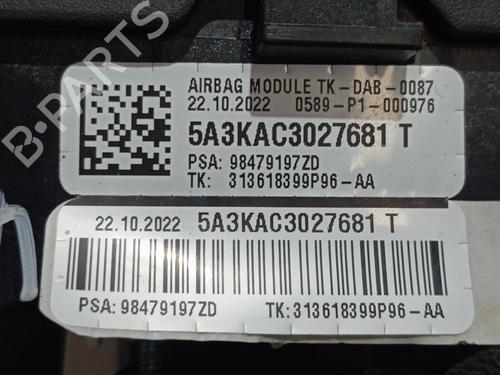 B-PARTS
AIRBAG MODULE TK-DAB-0087
22.10.2022 0589-P1-000976
5A3KAC3027681 T
PSA: 98479197ZD
TK: 313618399P96-AA
22.10.2022 5A3KAC3027681 T
PSA: 98479197ZD TK:313618399P96-AA